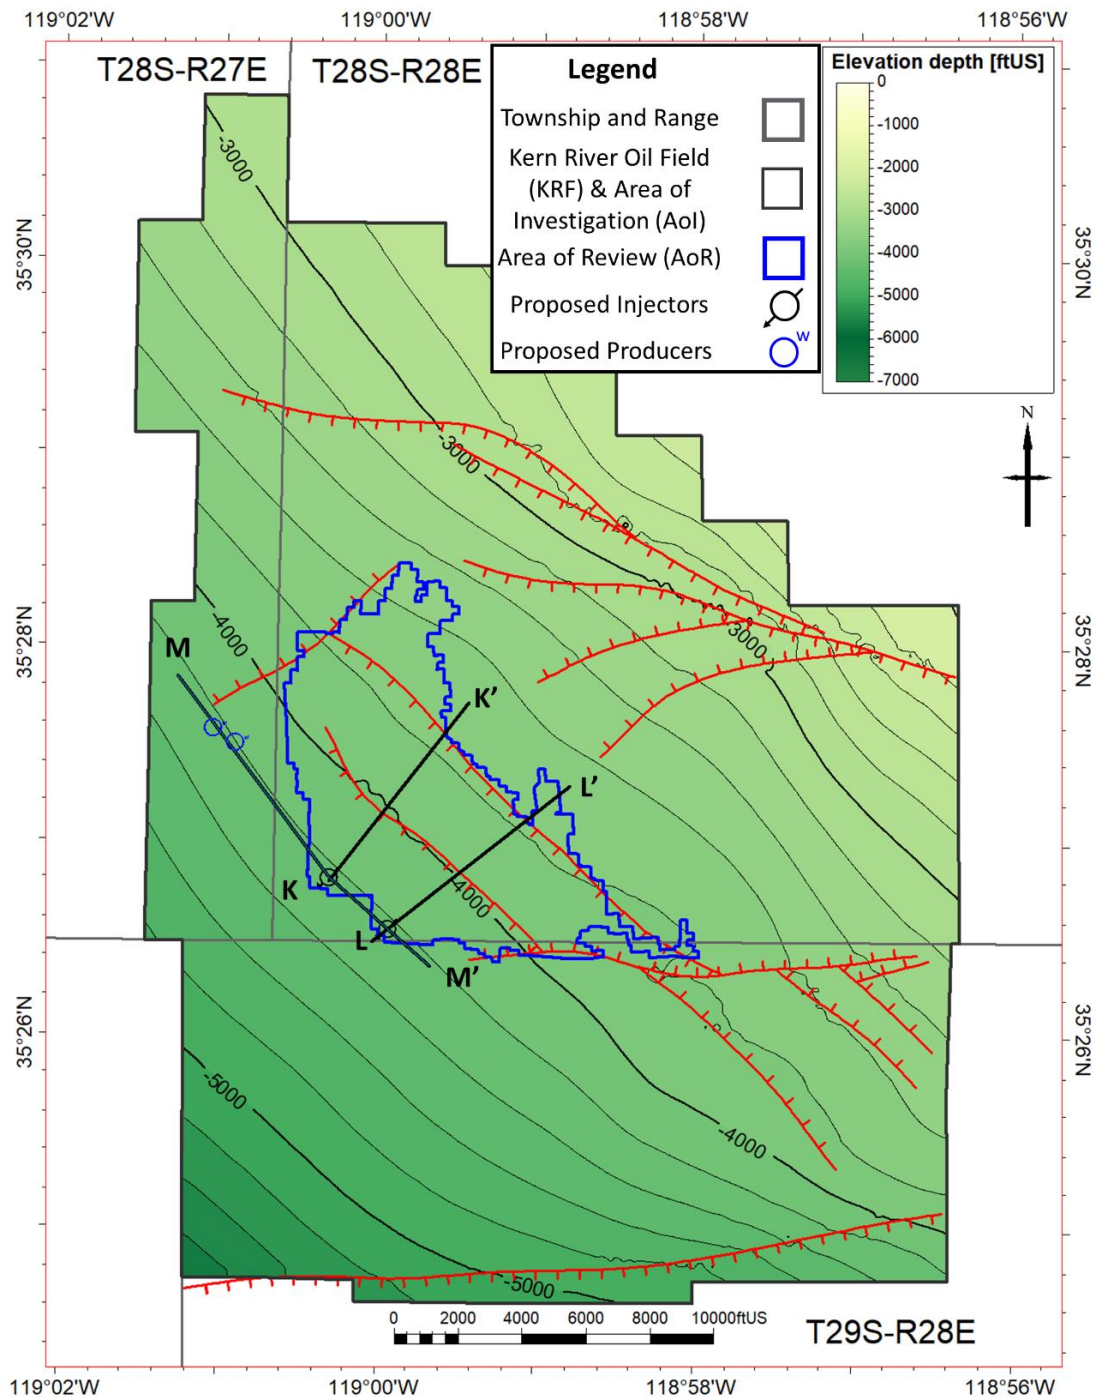 119°02'W
119°00'W
118°58'W
118°56'W
T28S-R27E
T28S-R28E
Legend
Township and Range
Kern River Oil Field
(KRF) & Area of
Investigation (AoI)
Area of Review (AoR)
Proposed Injectors
Proposed Producers
W
Elevation depth [ftUS]
0
-1000
-2000
-3000
-4000
-5000
-6000
-7000
N
-3000
35°30'N
35°30'N
-3000
-4000
-3000
35°28'N
35°28'N
M
K'
L'
K
-4000
L
M'
35°26'N
35°26'N
-5000
-4000
-5000
0
2000
4000
6000
8000
10000ftUS
T29S-R28E
119°02'W
119°00'W
118°58'W
118°56'W